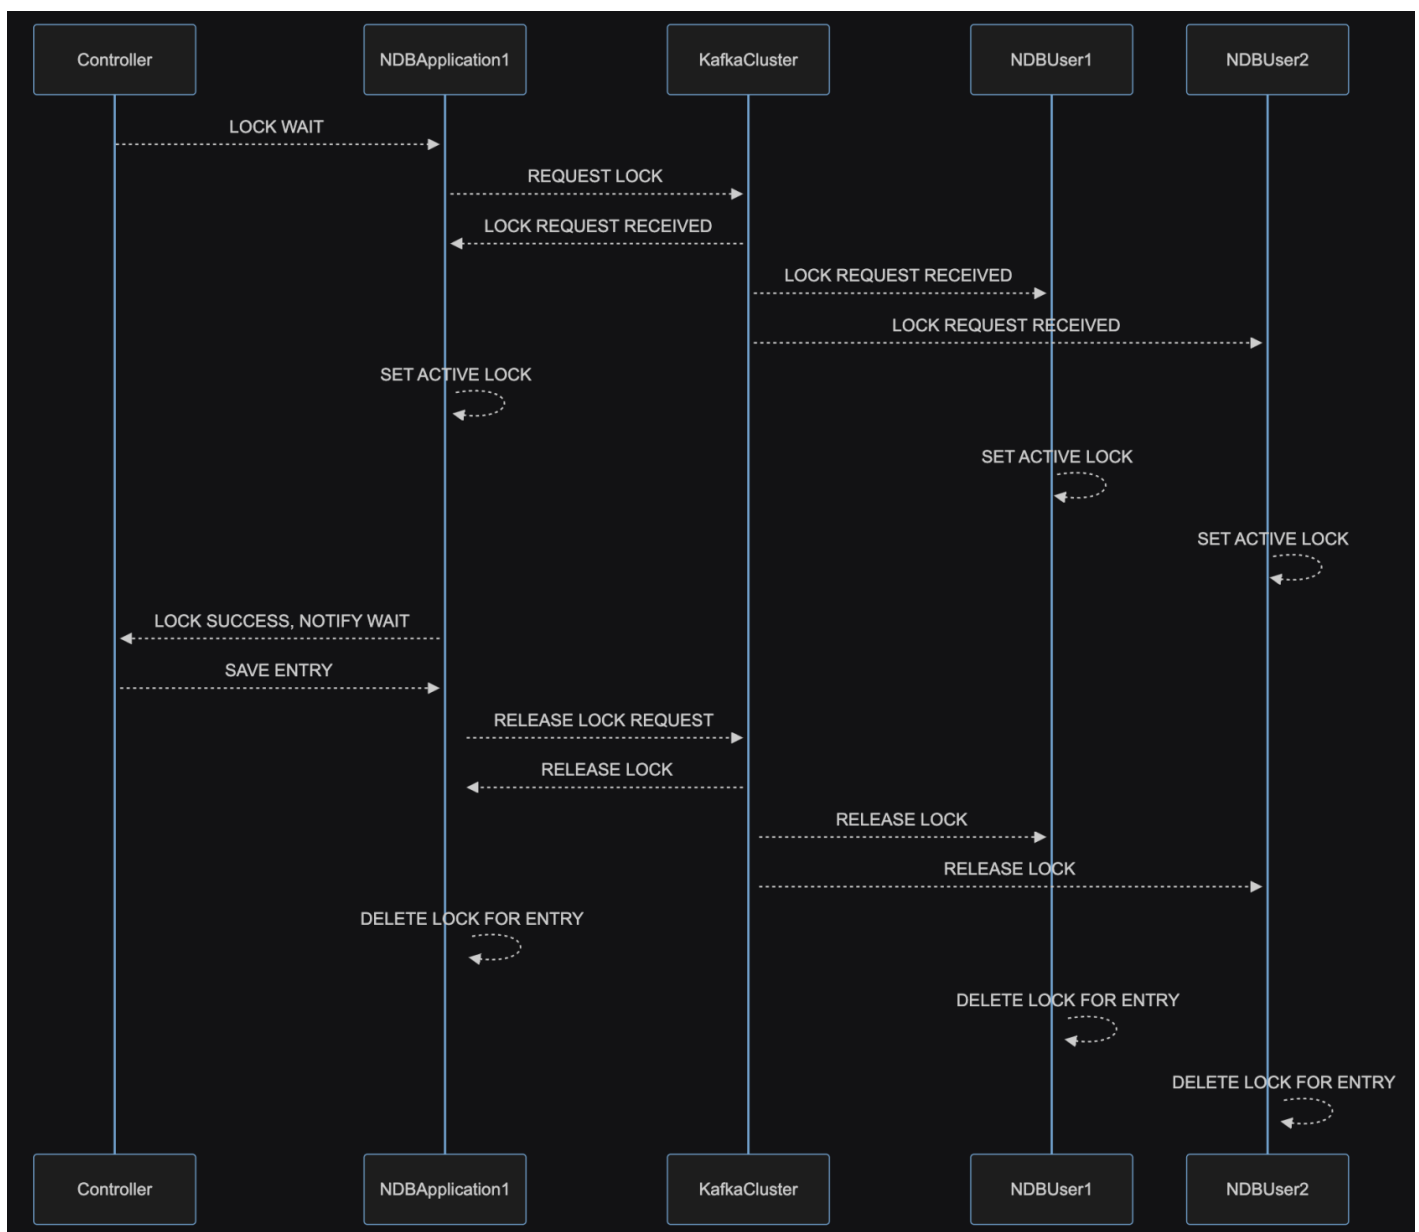 Controller
NDBApplication1
KafkaCluster
NDBUser1
NDBUser2
LOCK WAIT
REQUEST LOCK
LOCK REQUEST RECEIVED
LOCK REQUEST RECEIVED
LOCK REQUEST RECEIVED
SET ACTIVE LOCK
SET ACTIVE LOCK
SET ACTIVE LOCK
LOCK SUCCESS, NOTIFY WAIT
SAVE ENTRY
RELEASE LOCK REQUEST
RELEASE LOCK
RELEASE LOCK
RELEASE LOCK
DELETE LOCK FOR ENTRY
DELETE LOCK FOR ENTRY
DELETE LOCK FOR ENTRY
Controller
NDBApplication1
KafkaCluster
NDBUser1
NDBUser2